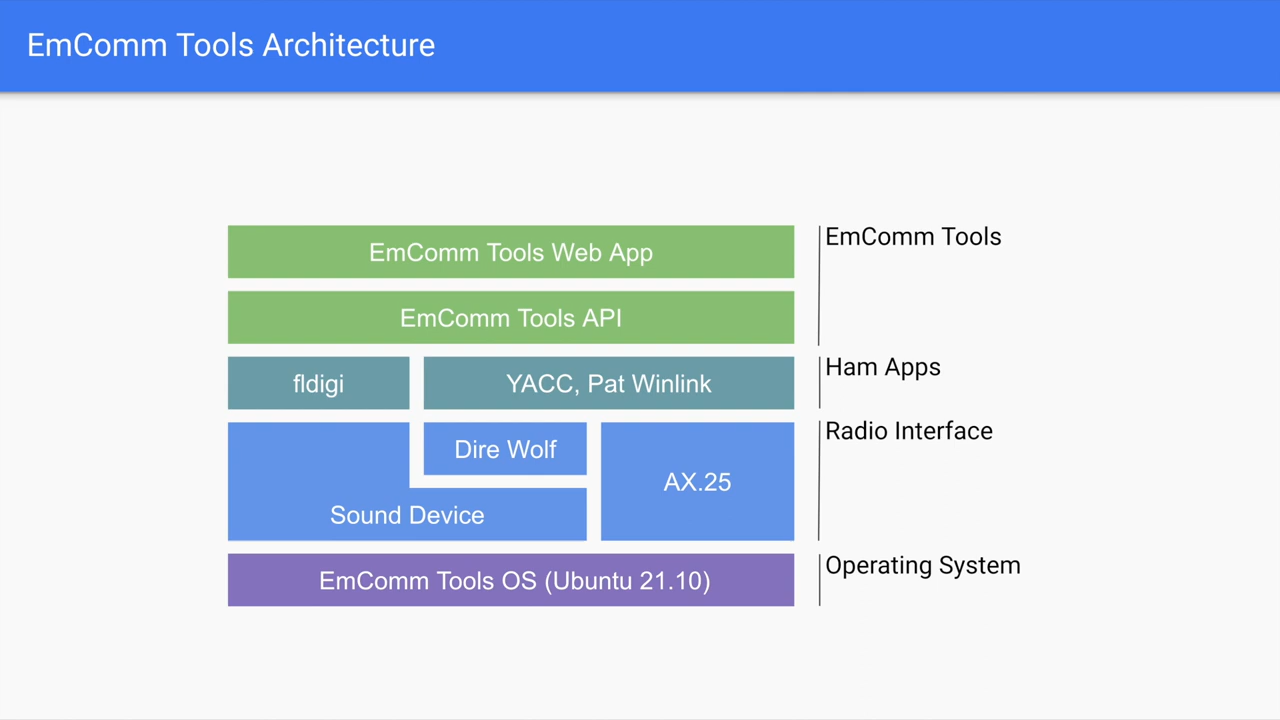 EmComm Tools Architecture
EmComm Tools Web App
EmComm Tools
EmComm Tools API
fldigi
YACC, Pat Winlink
Ham Apps
Dire Wolf
AX.25
Sound Device
Radio Interface
EmComm Tools OS (Ubuntu 21.10)
Operating System